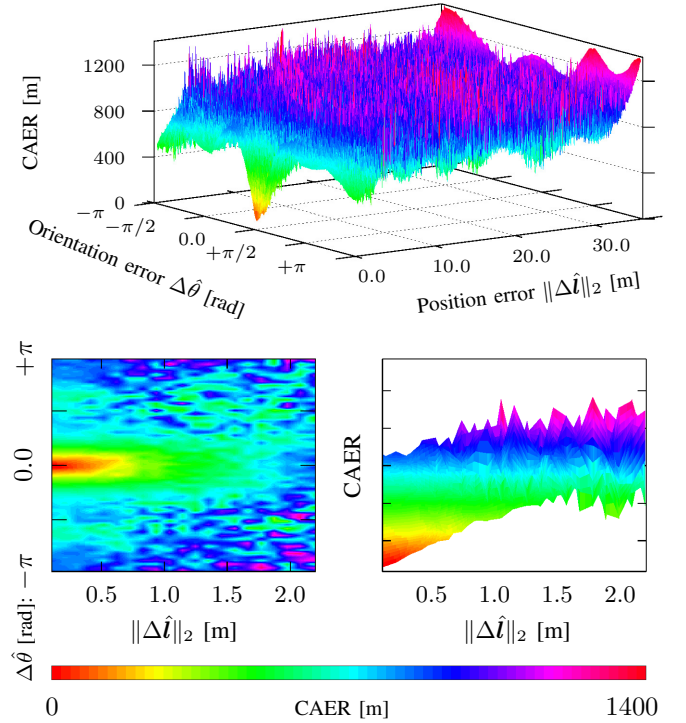 1200
800
400
0
CAER [m]
−π
−π/2
0.0
+π/2
+π
Orientation error Δθ̂ [rad]
0.0
10.0
20.0
30.0
Position error ∥Δl̂∥₂ [m]
+π
0.0
Δθ̂ [rad]: −π
0.5
1.0
1.5
2.0
∥Δl̂∥₂ [m]
CAER
0.5
1.0
1.5
2.0
∥Δl̂∥₂ [m]
0
CAER [m]
1400